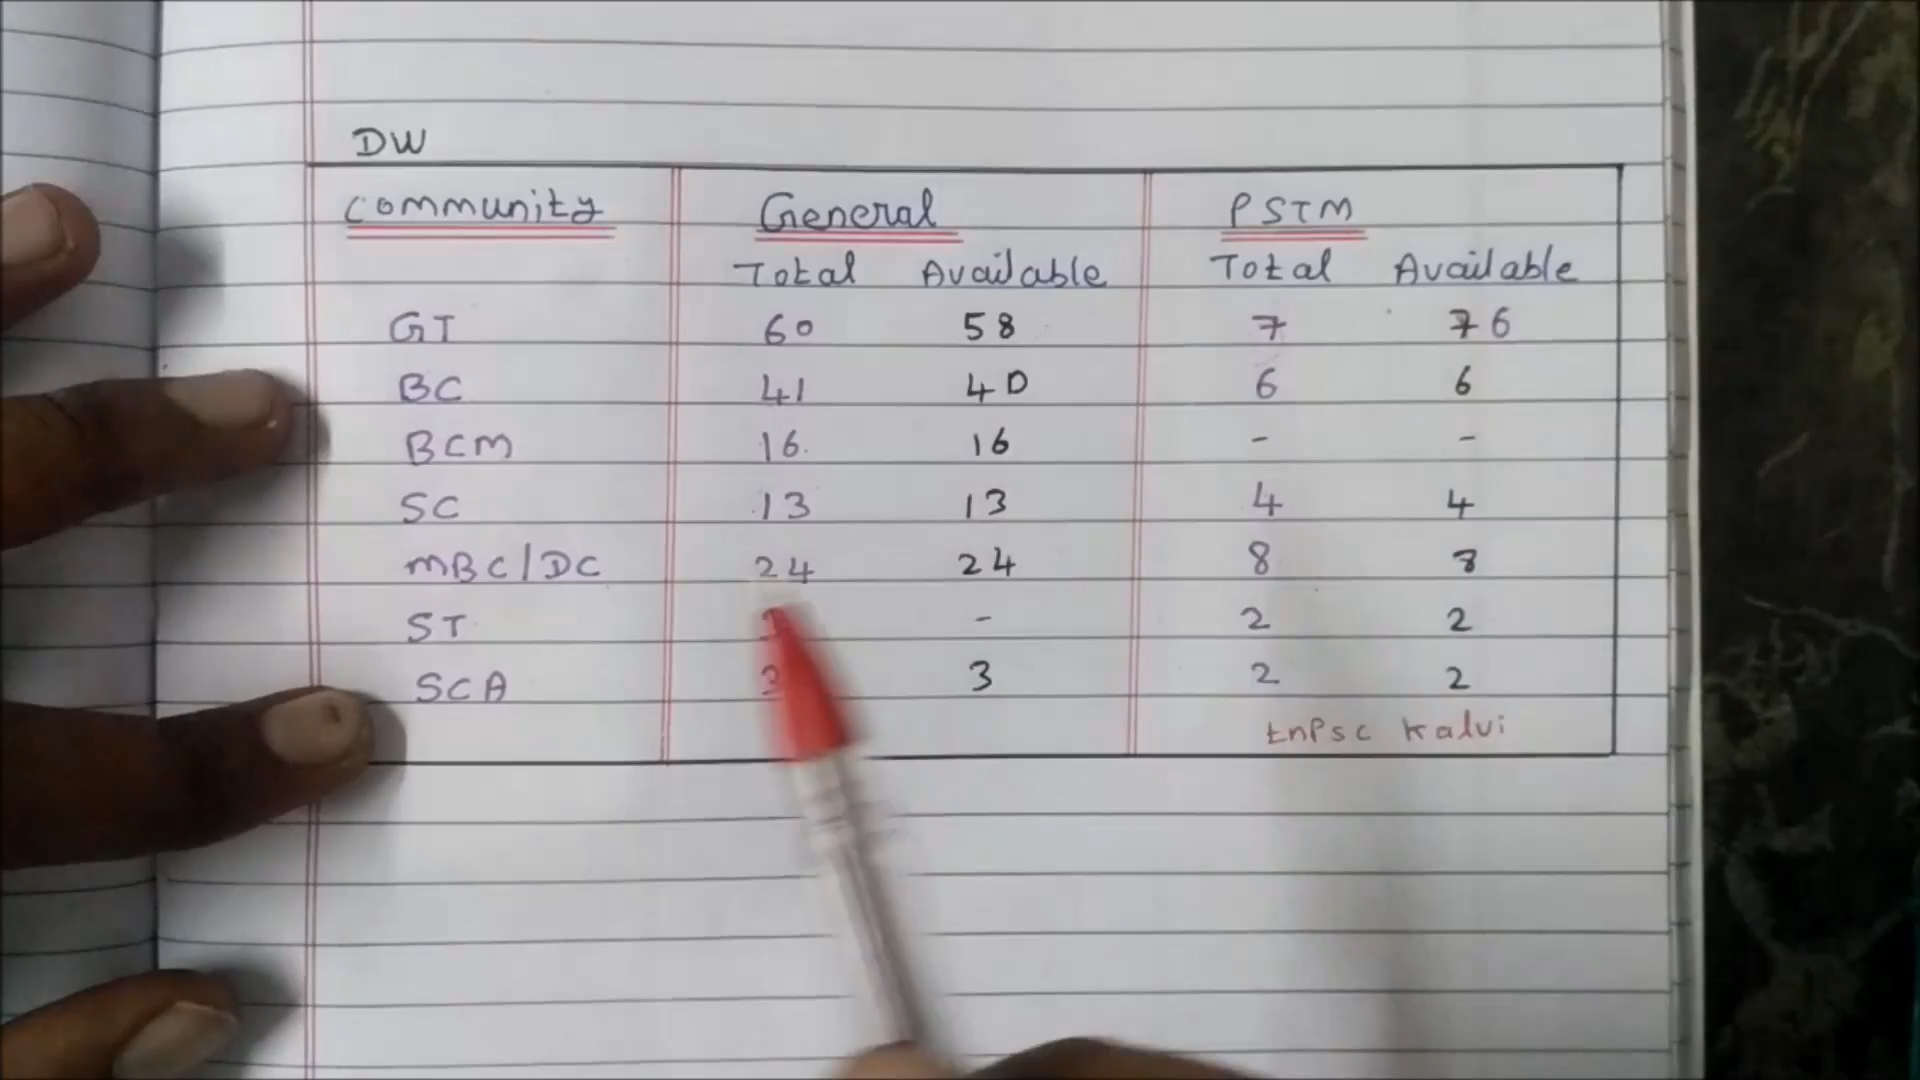 DW
Community General PSTM
Total Available Total Available
GT 60 58 7 76
BC 41 40 6 6
BCM 16 16 - -
SC 13 13 4 4
MBC/DC 24 24 8
ST - 2 2
SCA 3 2 2
tnpsc kalvi